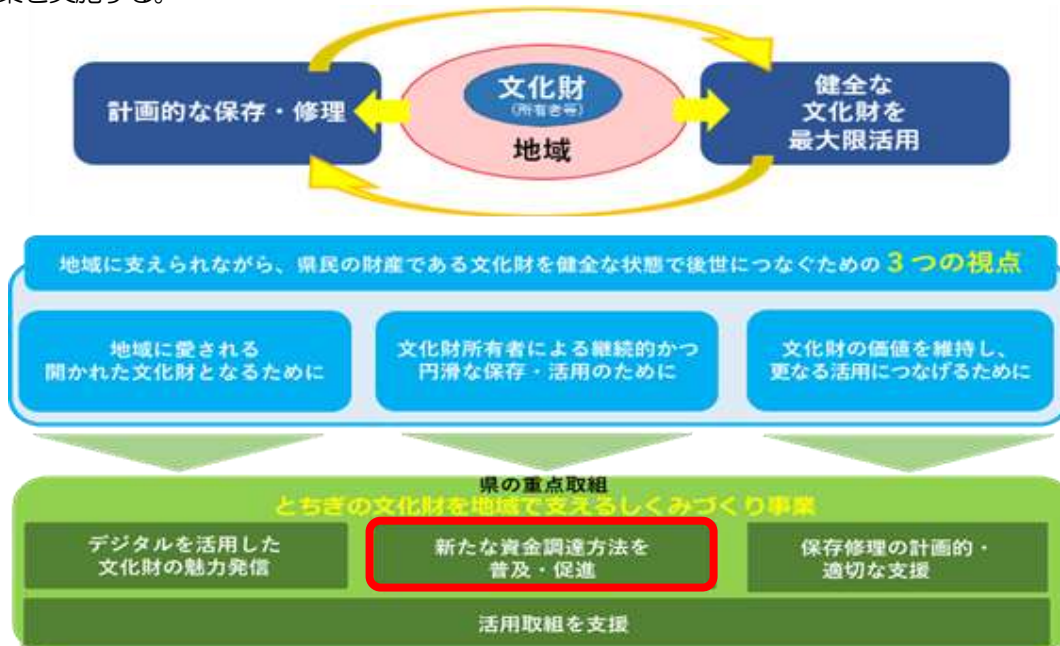 業を実施する。
計画的な保存・修理
文化財
(所有者等)
地域
健全な
文化財を
最大限活用
地域に支えられながら、県民の財産である文化財を健全な状態で後世につなぐための3つの視点
地域に愛される
開かれた文化財となるために
文化財所有者による継続的かつ
円滑な保存・活用のために
文化財の価値を維持し、
更なる活用につなげるために
県の重点取組
とちぎの文化財を地域で支えるしくみづくり事業
デジタルを活用した
文化財の魅力発信
新たな資金調達方法を
普及・促進
保存修理の計画的・
適切な支援
活用取組を支援